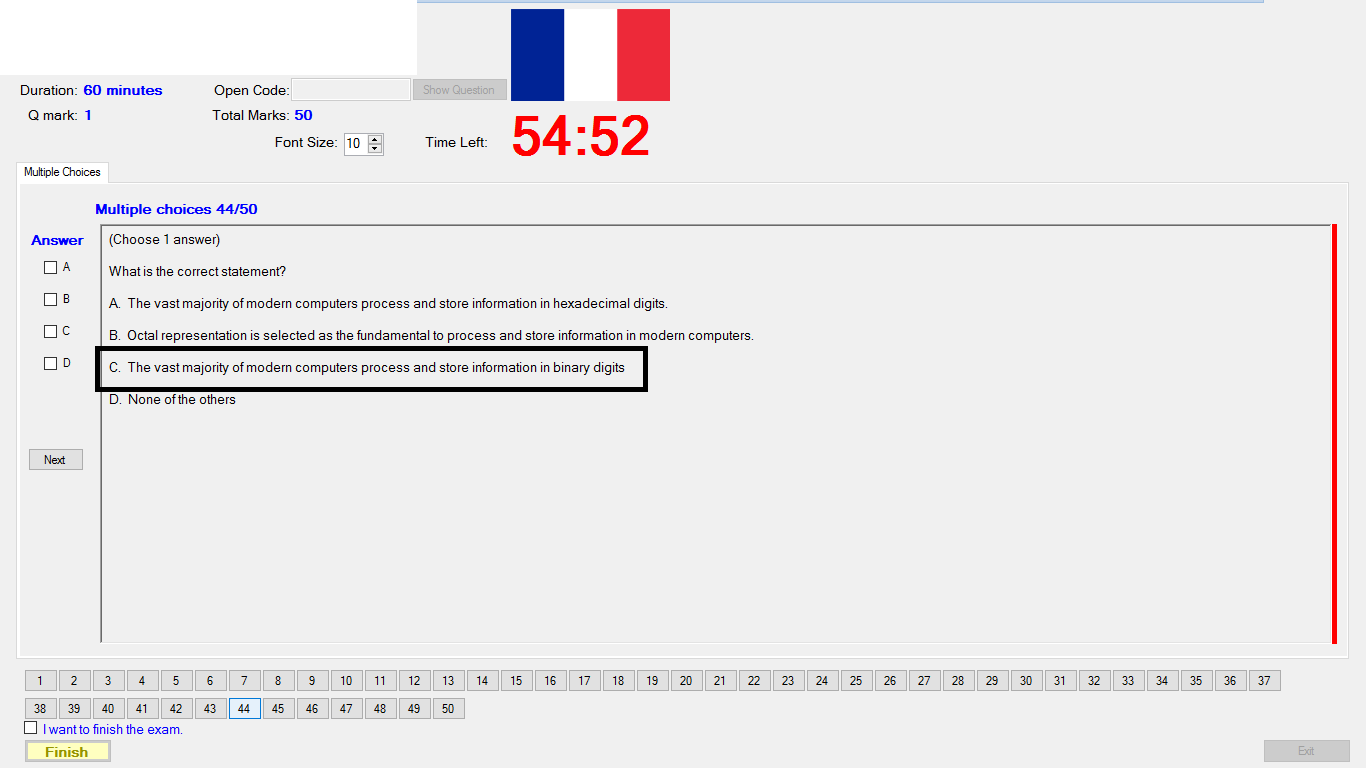 Duration: 60 minutes
Open Code:
Show Question
Q mark: 1
Total Marks: 50
54:52
Font Size: 10
Time Left:
Multiple Choices
Multiple choices 44/50
Answer
(Choose 1 answer)
A
What is the correct statement?
B
A. The vast majority of modern computers process and store information in hexadecimal digits.
C
B. Octal representation is selected as the fundamental to process and store information in modern computers.
D
C. The vast majority of modern computers process and store information in binary digits
D. None of the others
Next
1 2 3 4 5 6 7 8 9 10 11 12 13 14 15 16 17 18 19 20 21 22 23 24 25 26 27 28 29 30 31 32 33 34 35 36 37
38 39 40 41 42 43 44 45 46 47 48 49 50
I want to finish the exam.
Finish
Exit